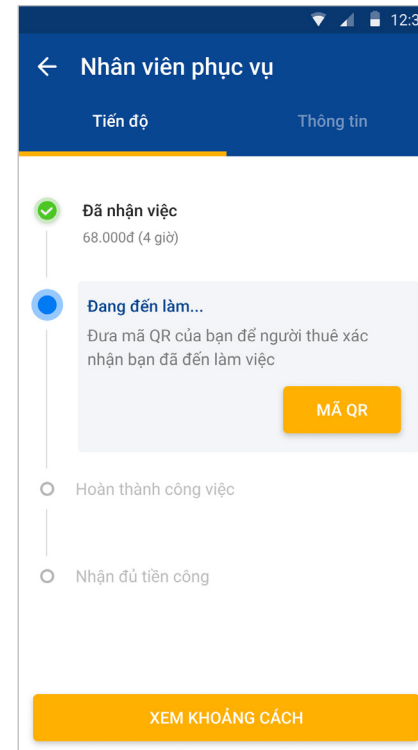 12:3
Nhân viên phục vụ
Tiến độ
Thông tin
Đã nhận việc
68.000đ (4 giờ)
Đang đến làm...
Đưa mã QR của bạn để người thuê xác
nhận bạn đã đến làm việc
MÃ QR
Hoàn thành công việc
Nhận đủ tiền công
XEM KHOẢNG CÁCH